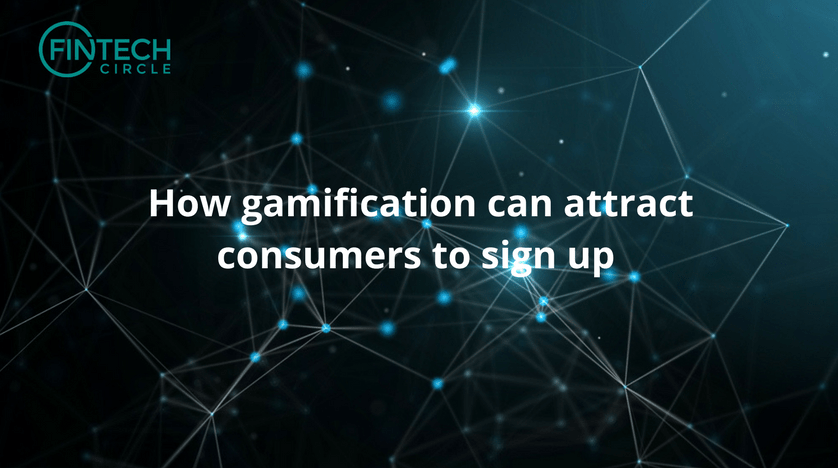 FINTECH
CIRCLE
How gamification can attract
consumers to sign up